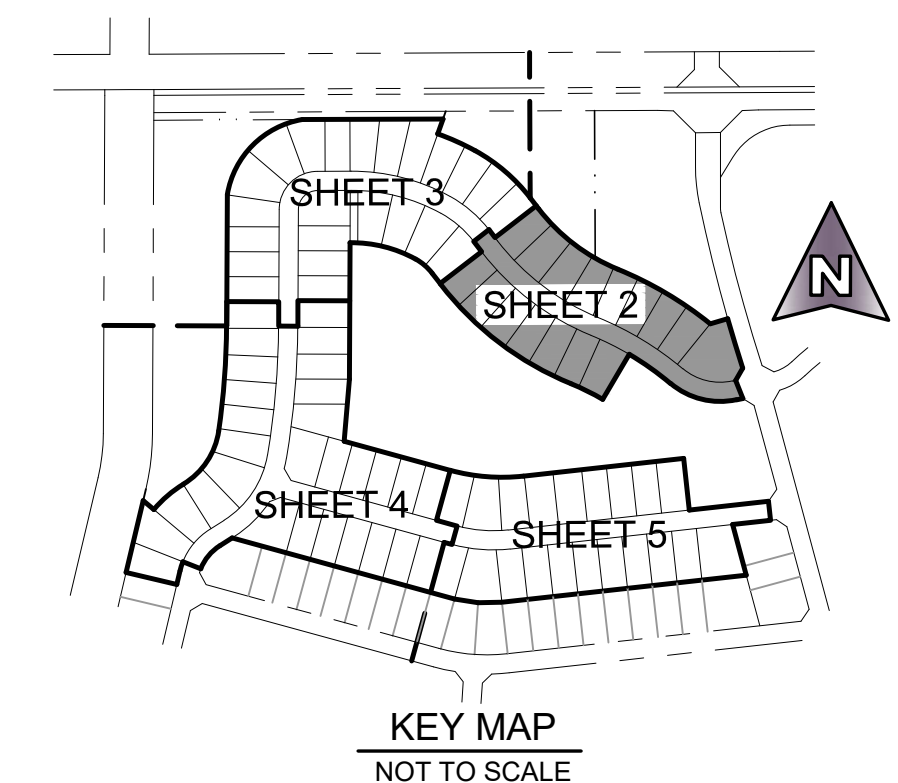 SHEET 3
N
SHEET 2
SHEET 4
SHEET 5
KEY MAP
NOT TO SCALE